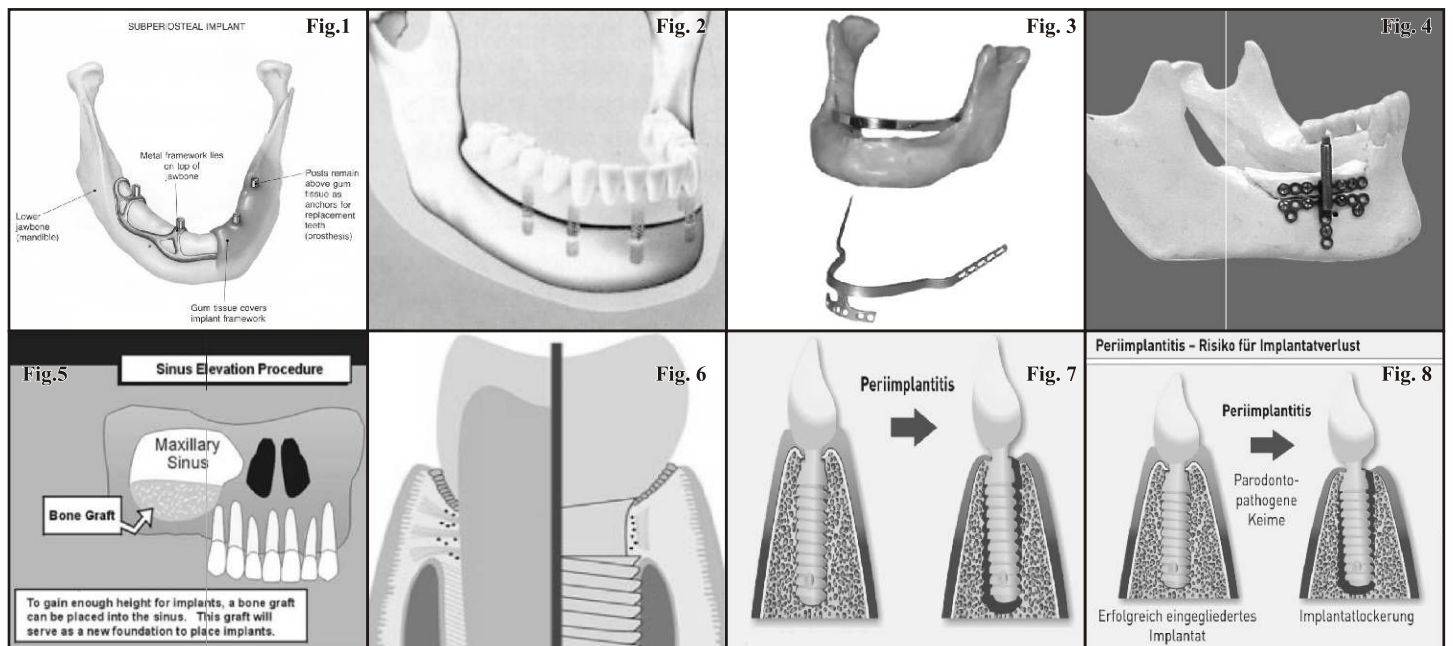 SUBPERIOSTEAL IMPLANT
Fig.1
Metal framework lies
on top of
jawbone
Posts remain
above gum
tissue as
anchors for
replacement
teeth
(prosthesis)
Lower
jawbone
(mandible)
Gum tissue covers
implant framework
Fig. 2
Fig. 3
Fig. 4
Fig.5
Sinus Elevation Procedure
Maxillary
Sinus
Bone Graft
To gain enough height for implants, a bone graft
can be placed into the sinus. This graft will
serve as a new foundation to place implants.
Fig. 6
Fig. 7
Periimplantitis
Periimplantitis – Risiko für Implantatverlust
Fig. 8
Periimplantitis
Parodonto-
pathogene
Keime
Erfolgreich eingegliedertes
Implantat
Implantatlockerung